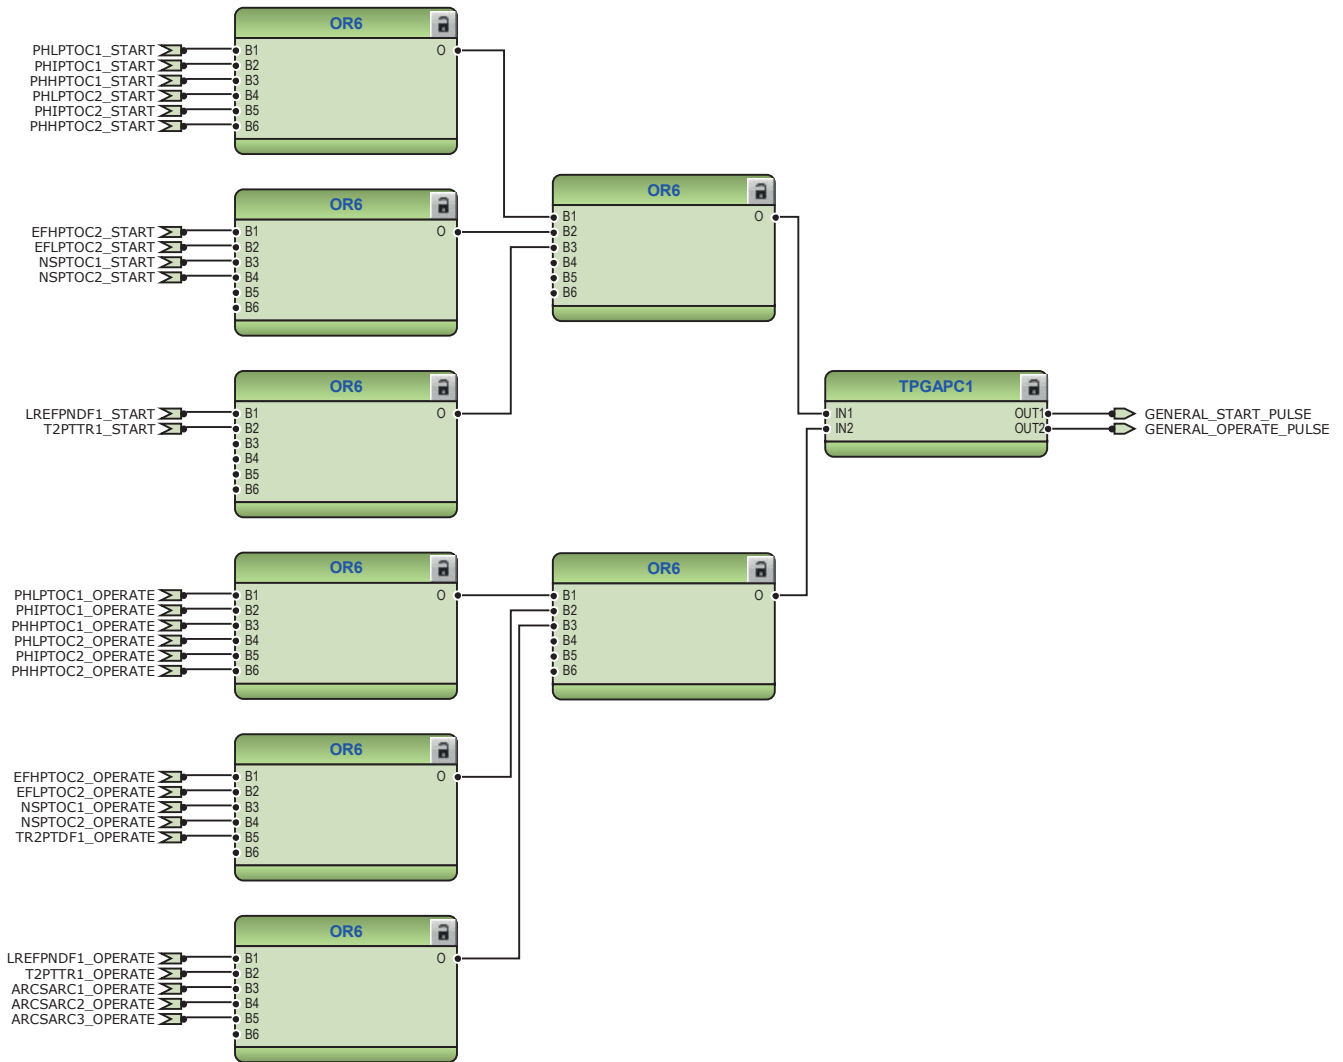 OR6
PHLPTOC1_START B1 O
PHIPTOC1_START B2
PHHPTOC1_START B3
PHLPTOC2_START B4
PHIPTOC2_START B5
PHHPTOC2_START B6
OR6
B1 O
B2
B3
B4
B5
B6
OR6
EFHPTOC2_START B1 O
EFLPTOC2_START B2
NSPTOC1_START B3
NSPTOC2_START B4
B5
B6
OR6
LREFPNDF1_START B1 O
T2PTTR1_START B2
B3
B4
B5
B6
TPGAPC1
IN1 OUT1 GENERAL_START_PULSE
IN2 OUT2 GENERAL_OPERATE_PULSE
OR6
PHLPTOC1_OPERATE B1 O
PHIPTOC1_OPERATE B2
PHHPTOC1_OPERATE B3
PHLPTOC2_OPERATE B4
PHIPTOC2_OPERATE B5
PHHPTOC2_OPERATE B6
OR6
B1 O
B2
B3
B4
B5
B6
OR6
EFHPTOC2_OPERATE B1 O
EFLPTOC2_OPERATE B2
NSPTOC1_OPERATE B3
NSPTOC2_OPERATE B4
TR2PTDF1_OPERATE B5
B6
OR6
LREFPNDF1_OPERATE B1 O
T2PTTR1_OPERATE B2
ARCSARC1_OPERATE B3
ARCSARC2_OPERATE B4
ARCSARC3_OPERATE B5
B6